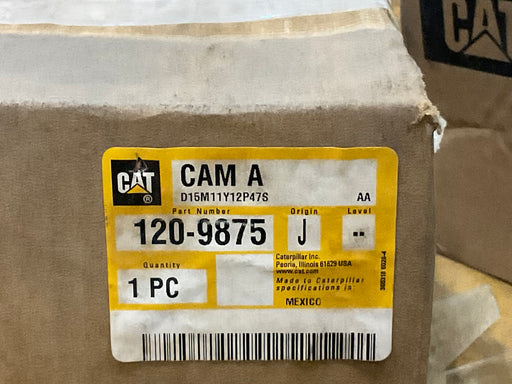 CAT
CAT
®
CAM A
D15M11Y12P47S
AA
Part Number
Origin
Level
120-9875
J
--
Quantity
1 PC
Caterpillar Inc.
Peoria, Illinois 61629 USA
www.cat.com
Made to Caterpillar
specifications in
MEXICO